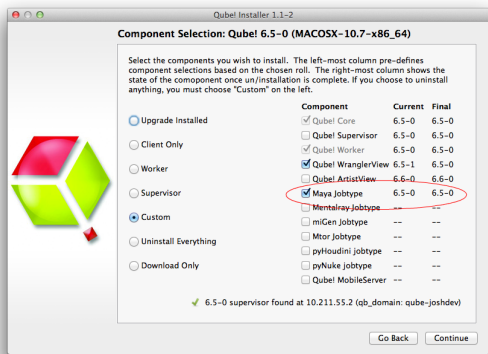 Qube! Installer 1.1-2
Component Selection: Qube! 6.5-0 (MACOSX-10.7-x86_64)
Select the components you wish to install. The left-most column pre-defines
component selections based on the chosen roll. The right-most column shows the
state of the comoponent once un/installation is complete. If you choose to uninstall
anything, you must choose "Custom" on the left.
Component Current Final
Upgrade Installed
Client Only
Worker
Supervisor
Custom
Uninstall Everything
Download Only
Qube! Core 6.5-0 6.5-0
Qube! Supervisor 6.5-0 6.5-0
Qube! Worker 6.5-0 6.5-0
Qube! WranglerView 6.5-1 6.5-0
Qube! ArtistView 6.6-0 6.6-0
Maya Jobtype 6.5-0 6.5-0
Mentalray Jobtype -- --
miGen Jobtype -- --
Mtor Jobtype -- --
pyHoudini jobtype -- --
pyNuke jobtype -- --
Qube! MobileServer -- --
6.5-0 supervisor found at 10.211.55.2 (qb_domain: qube-joshdev)
Go Back Continue